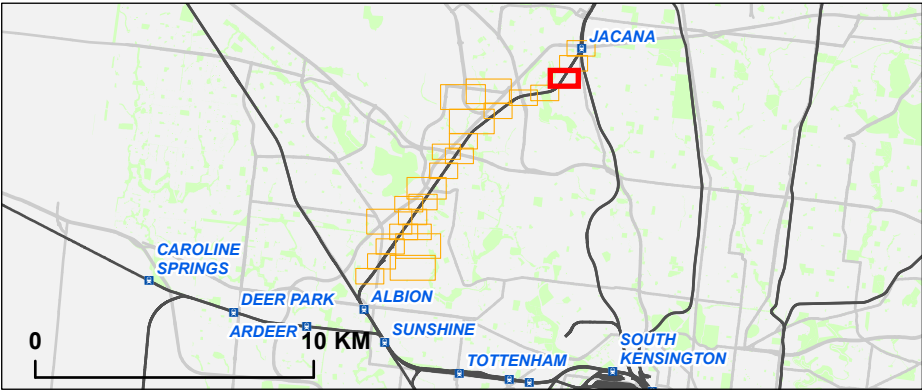 JACANA
CAROLINE
SPRINGS
DEER PARK
ALBION
ARDEER
SUNSHINE
0
10 KM
TOTTENHAM
SOUTH
KENSINGTON